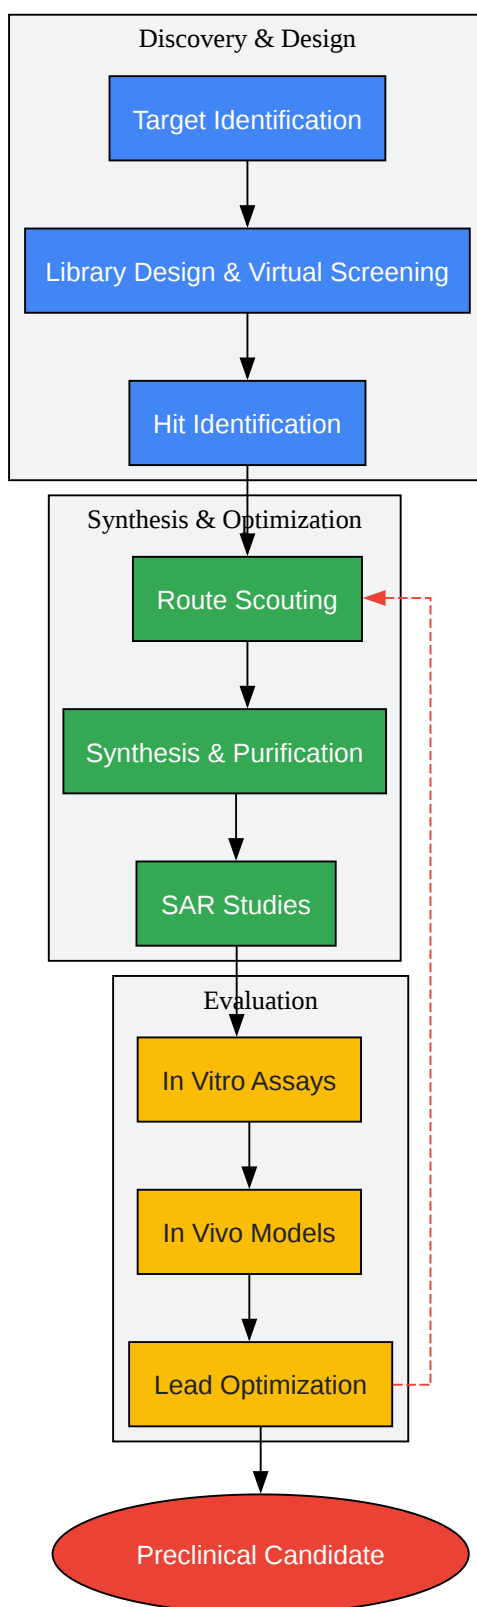 Discovery & Design
Target Identification
Library Design & Virtual Screening
Hit Identification
Synthesis & Optimization
Route Scouting
Synthesis & Purification
SAR Studies
Evaluation
In Vitro Assays
In Vivo Models
Lead Optimization
Preclinical Candidate